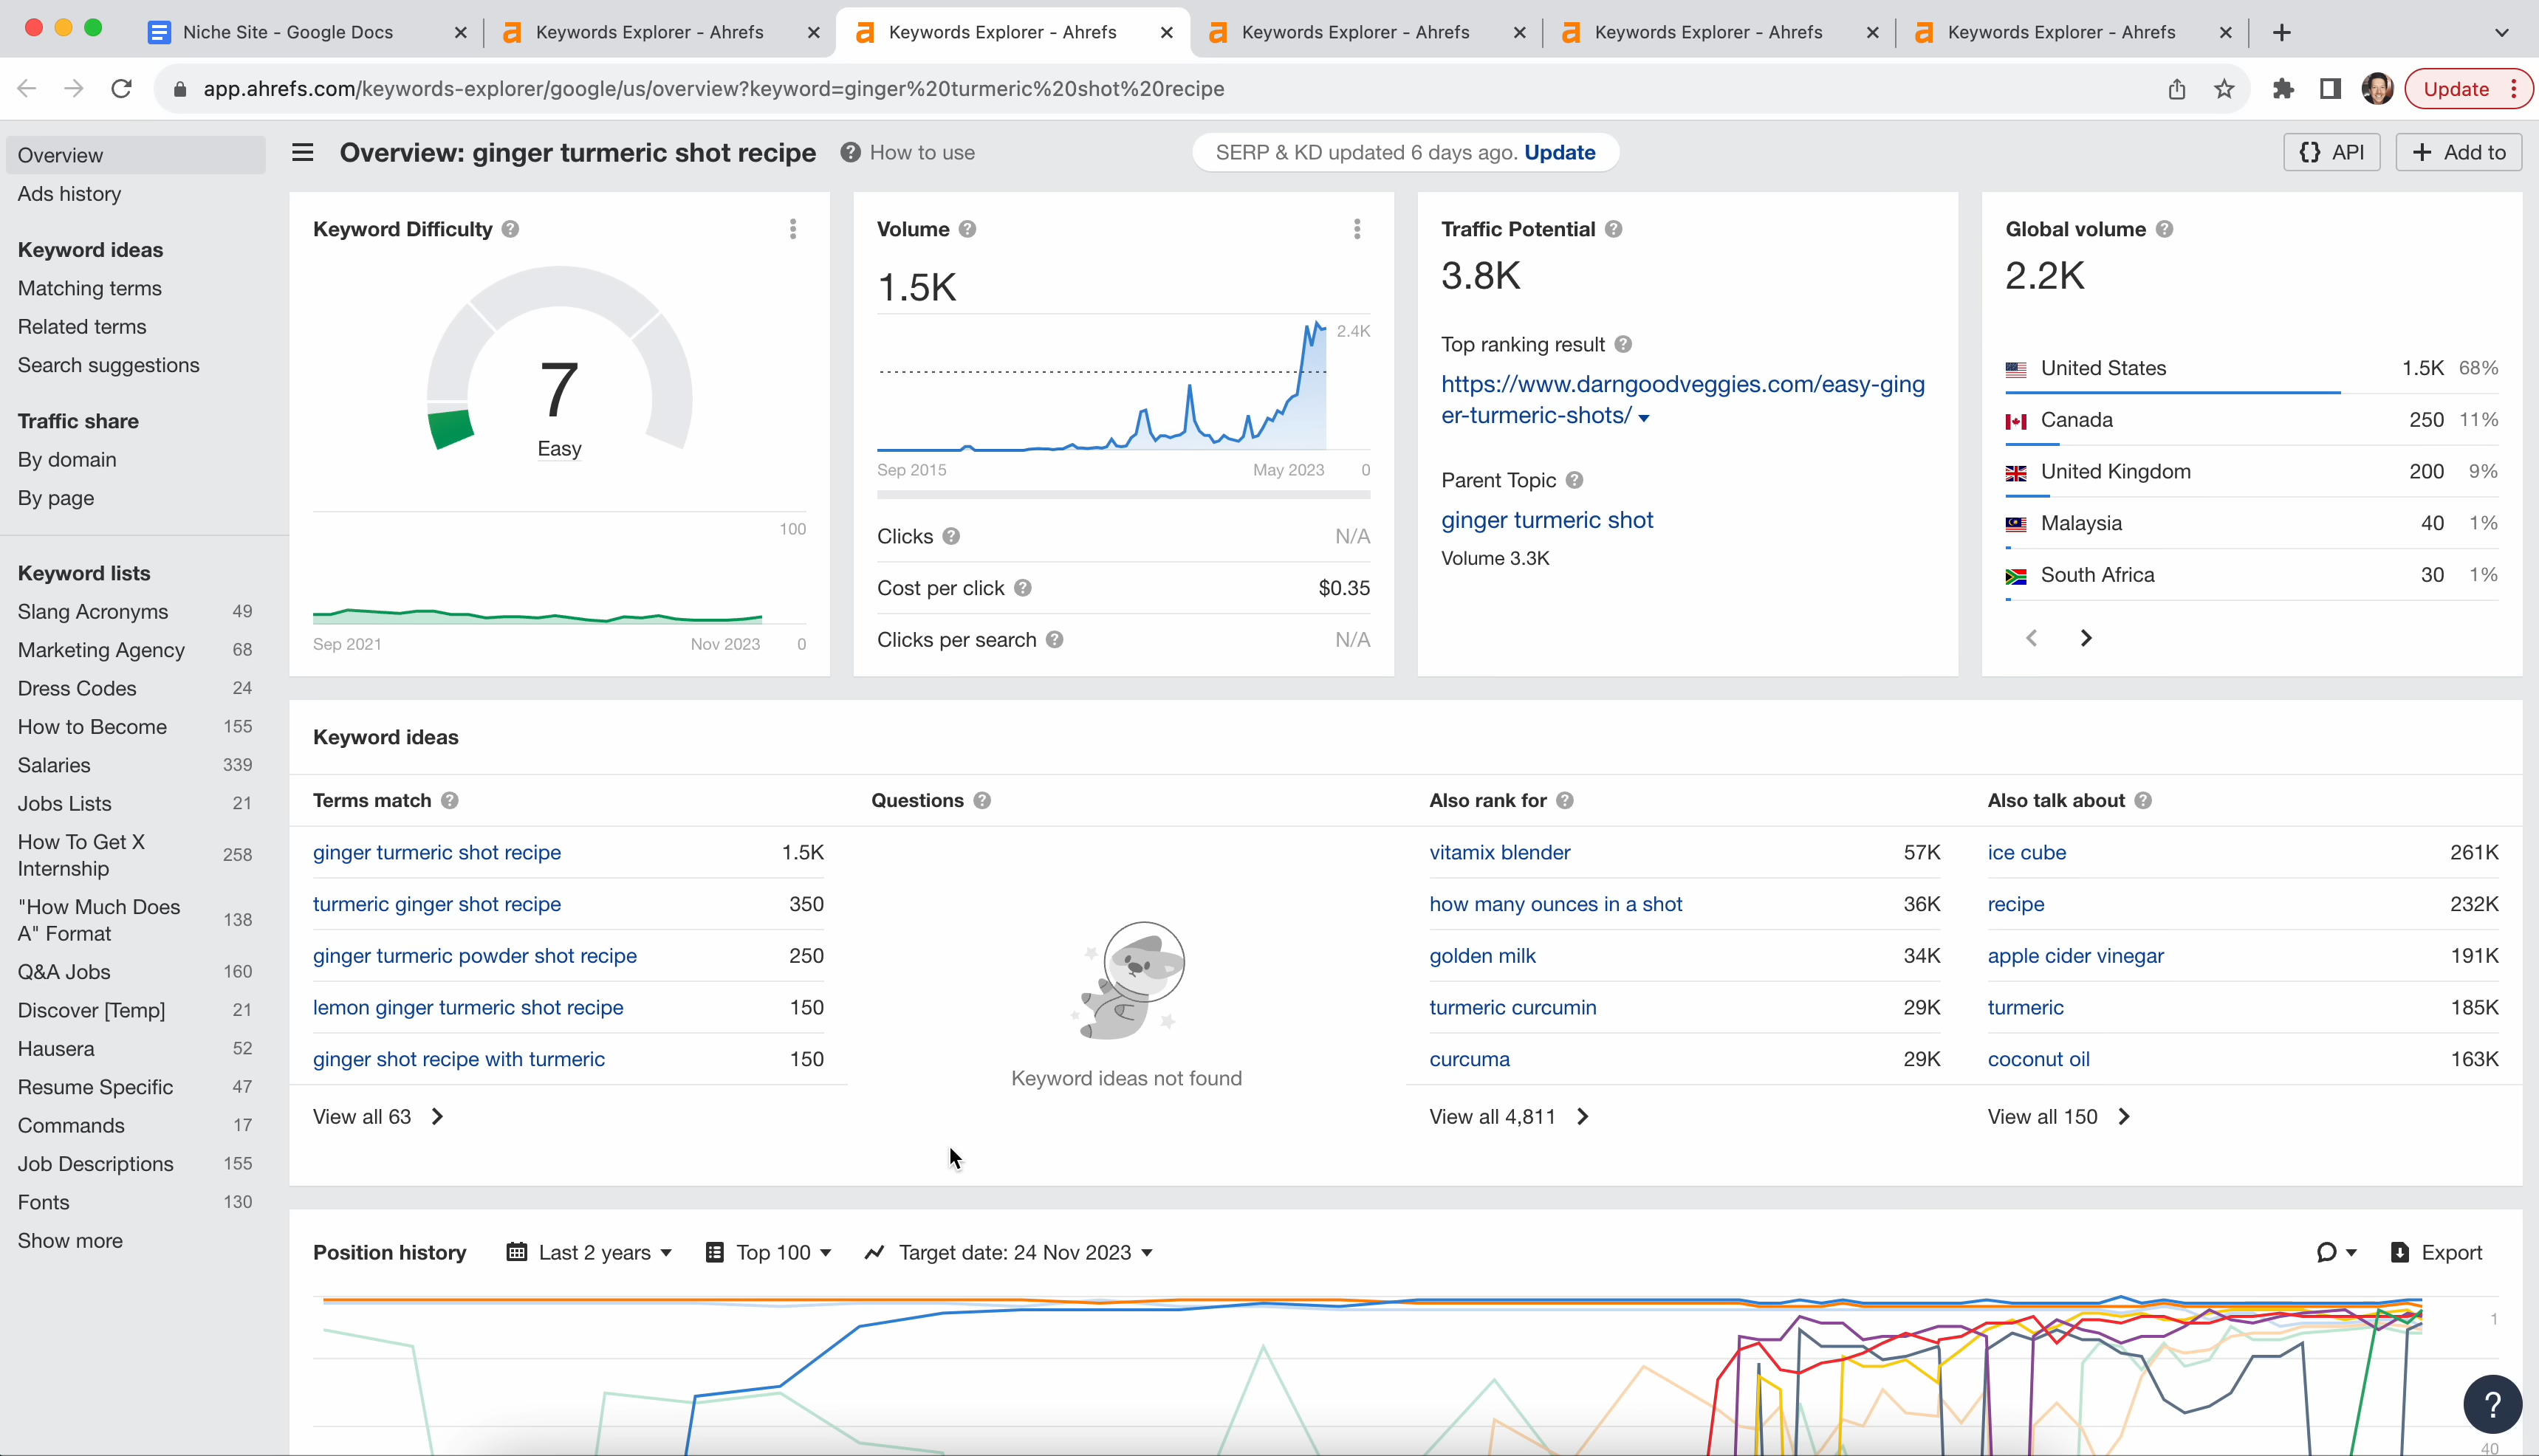 Niche Site - Google Docs
Keywords Explorer - Ahrefs
Keywords Explorer - Ahrefs
Keywords Explorer - Ahrefs
Keywords Explorer - Ahrefs
Keywords Explorer - Ahrefs
app.ahrefs.com/keywords-explorer/google/us/overview?keyword=ginger%20turmeric%20shot%20recipe
Update
Overview
Ads history
Keyword ideas
Matching terms
Related terms
Search suggestions
Traffic share
By domain
By page
Keyword lists
Slang Acronyms 49
Marketing Agency 68
Dress Codes 24
How to Become 155
Salaries 339
Jobs Lists 21
How To Get X
Internship 258
"How Much Does
A" Format 138
Q&A Jobs 160
Discover [Temp] 21
Hausera 52
Resume Specific 47
Commands 17
Job Descriptions 155
Fonts 130
Show more
Overview: ginger turmeric shot recipe
How to use
SERP & KD updated 6 days ago. Update
API
Add to
Keyword Difficulty
7
Easy
100
Sep 2021 Nov 2023 0
Volume
1.5K
2.4K
Sep 2015 May 2023 0
Clicks N/A
Cost per click $0.35
Clicks per search N/A
Traffic Potential
3.8K
Top ranking result
https://www.darngoodveggies.com/easy-ging
er-turmeric-shots/
Parent Topic
ginger turmeric shot
Volume 3.3K
Global volume
2.2K
United States 1.5K 68%
Canada 250 11%
United Kingdom 200 9%
Malaysia 40 1%
South Africa 30 1%
Keyword ideas
Terms match
ginger turmeric shot recipe 1.5K
turmeric ginger shot recipe 350
ginger turmeric powder shot recipe 250
lemon ginger turmeric shot recipe 150
ginger shot recipe with turmeric 150
View all 63
Questions
Keyword ideas not found
Also rank for
vitamix blender 57K
how many ounces in a shot 36K
golden milk 34K
turmeric curcumin 29K
curcuma 29K
View all 4,811
Also talk about
ice cube 261K
recipe 232K
apple cider vinegar 191K
turmeric 185K
coconut oil 163K
View all 150
Position history
Last 2 years
Top 100
Target date: 24 Nov 2023
Export
1
40
?